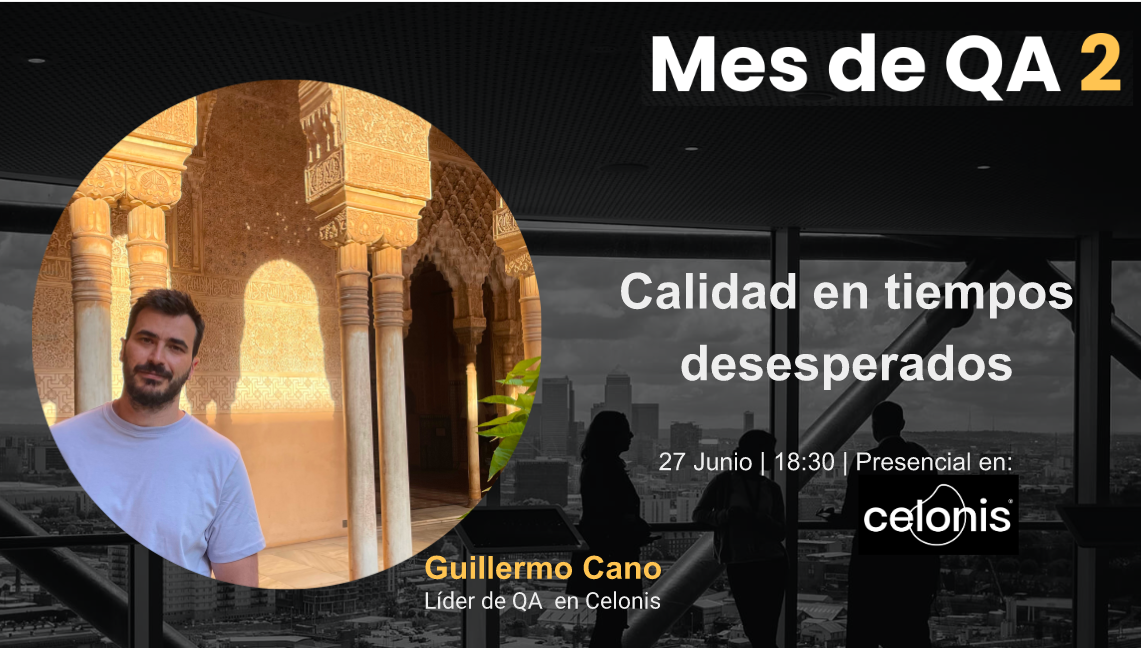 Mes de QA 2
Calidad en tiempos
desesperados
27 Junio | 18:30 | Presencial en:
celonis
Guillermo Cano
Líder de QA en Celonis